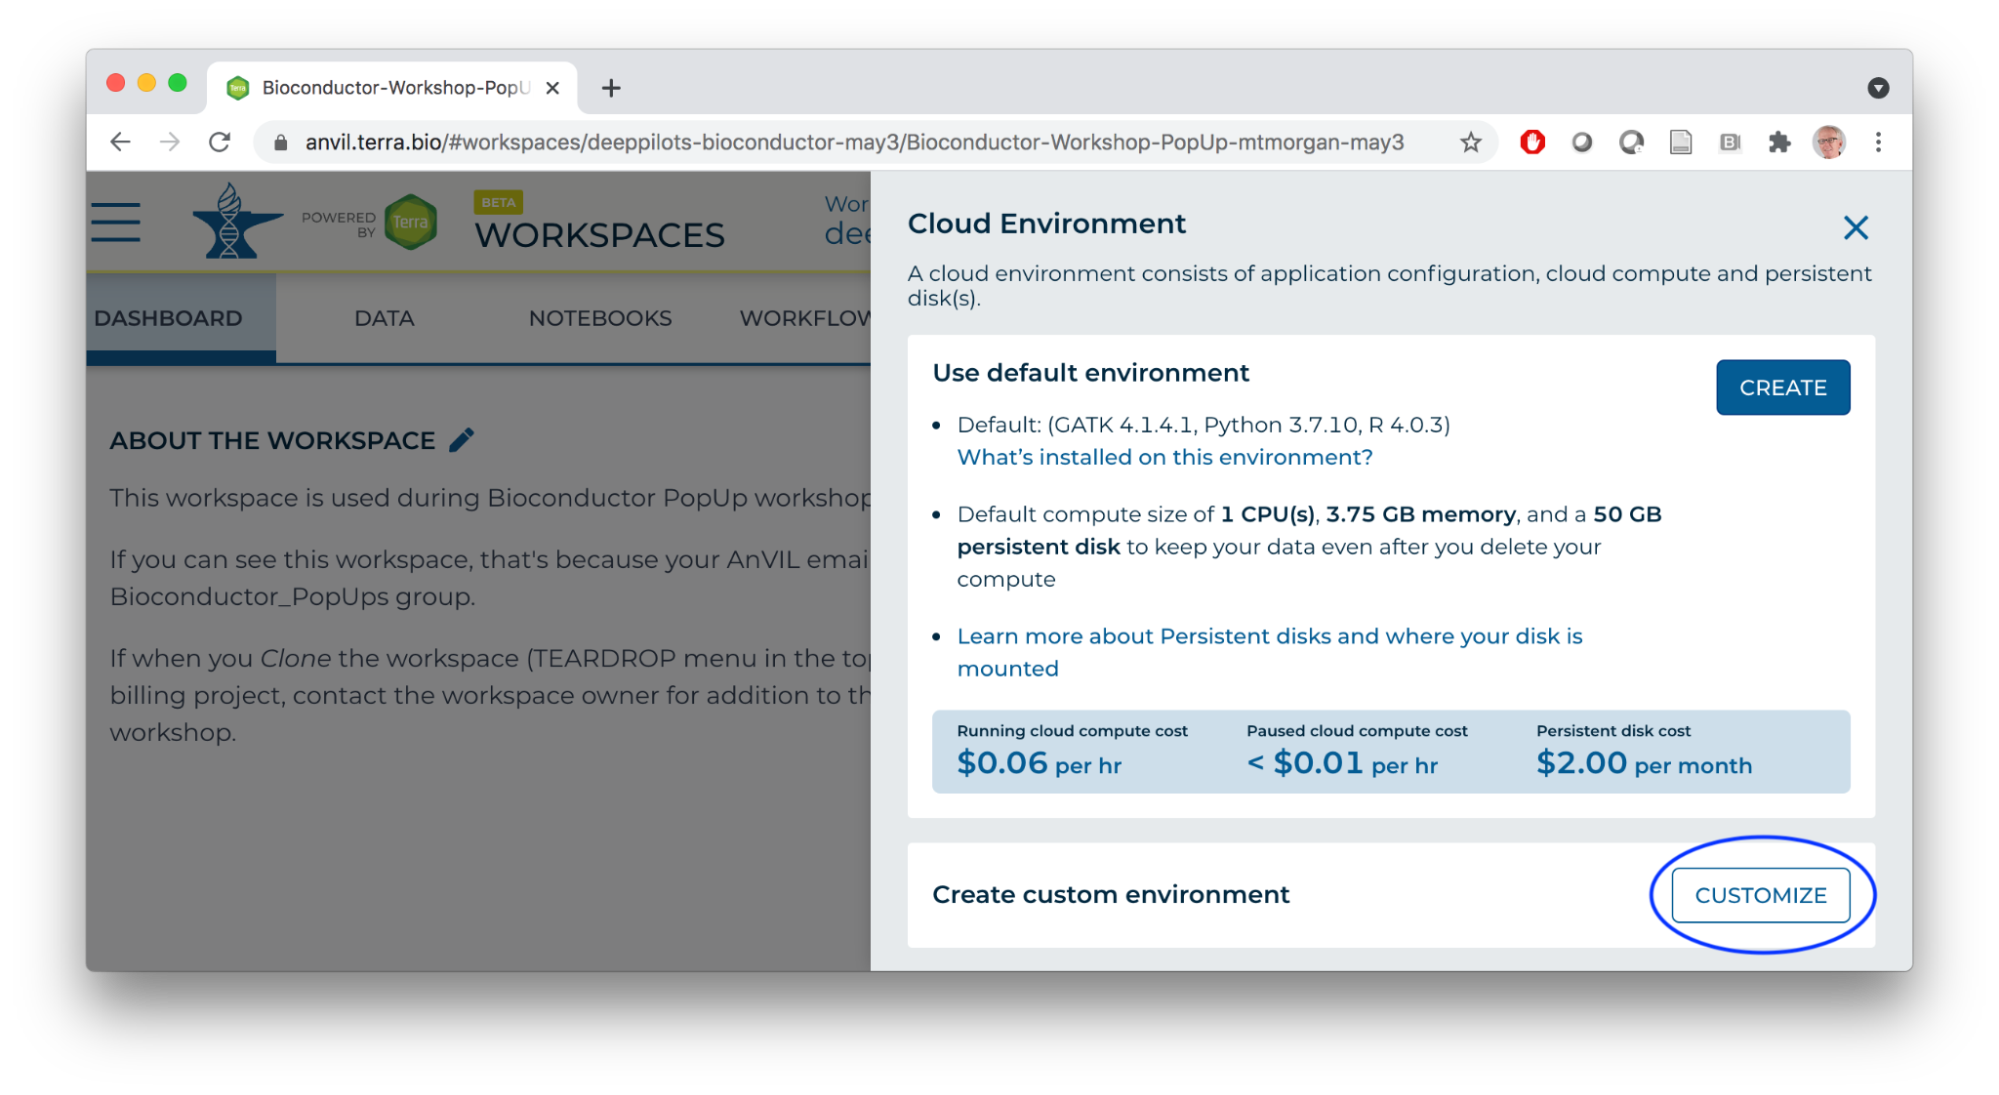 Bioconductor-Workshop-PopU
anvil.terra.bio/#workspaces/deeppilots-bioconductor-may3/Bioconductor-Workshop-PopUp-mtmorgan-may3
POWERED
BY
Terra
BETA
WORKSPACES
Wor
dee
DASHBOARD
DATA
NOTEBOOKS
WORKFLOW
ABOUT THE WORKSPACE
This workspace is used during Bioconductor PopUp workshop
If you can see this workspace, that's because your AnVIL emai
Bioconductor_PopUps group.
If when you Clone the workspace (TEARDROP menu in the top
billing project, contact the workspace owner for addition to th
workshop.
Cloud Environment
A cloud environment consists of application configuration, cloud compute and persistent
disk(s).
Use default environment
CREATE
Default: (GATK 4.1.4.1, Python 3.7.10, R 4.0.3)
What’s installed on this environment?
Default compute size of 1 CPU(s), 3.75 GB memory, and a 50 GB
persistent disk to keep your data even after you delete your
compute
Learn more about Persistent disks and where your disk is
mounted
Running cloud compute cost
$0.06 per hr
Paused cloud compute cost
< $0.01 per hr
Persistent disk cost
$2.00 per month
Create custom environment
CUSTOMIZE